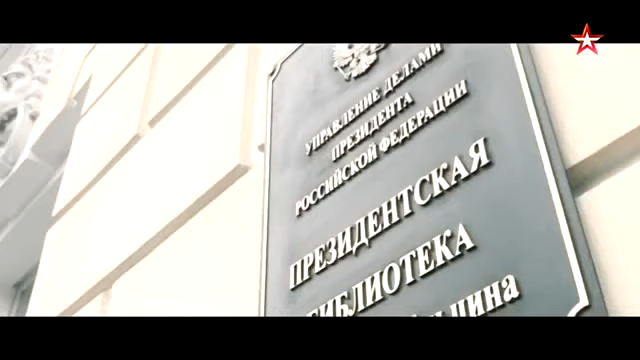 УПРАВЛЕНИЕ ДЕЛАМИ
ПРЕЗИДЕНТА
РОССИЙСКОЙ ФЕДЕРАЦИИ
ПРЕЗИДЕНТСКАЯ
БИБЛИОТЕКА